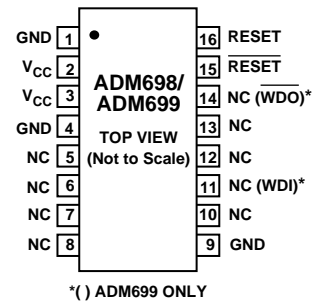 GND 1 16 RESET
VCC 2 15 RESET
VCC 3 14 NC (WDO)*
GND 4 13 NC
NC 5 12 NC
NC 6 11 NC (WDI)*
NC 7 10 NC
NC 8 9 GND
ADM698/
ADM699
TOP VIEW
(Not to Scale)
*( ) ADM699 ONLY